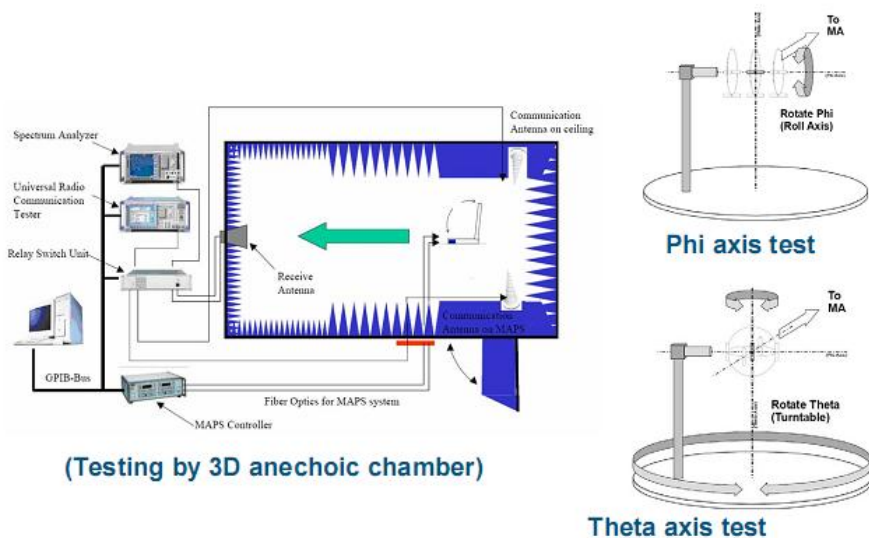 Spectrum Analyzer
Universal Radio
Communication
Tester
Relay Switch Unit
GPIB-Bus
MAPS Controller
Fiber Optics for MAPS system
Receive
Antenna
Communication
Antenna on ceiling
Communication
Antenna on MAPS
(Testing by 3D anechoic chamber)
To
MA
Rotate Phi
(Roll Axis)
Phi axis test
To
MA
Rotate Theta
(Turntable)
Theta axis test